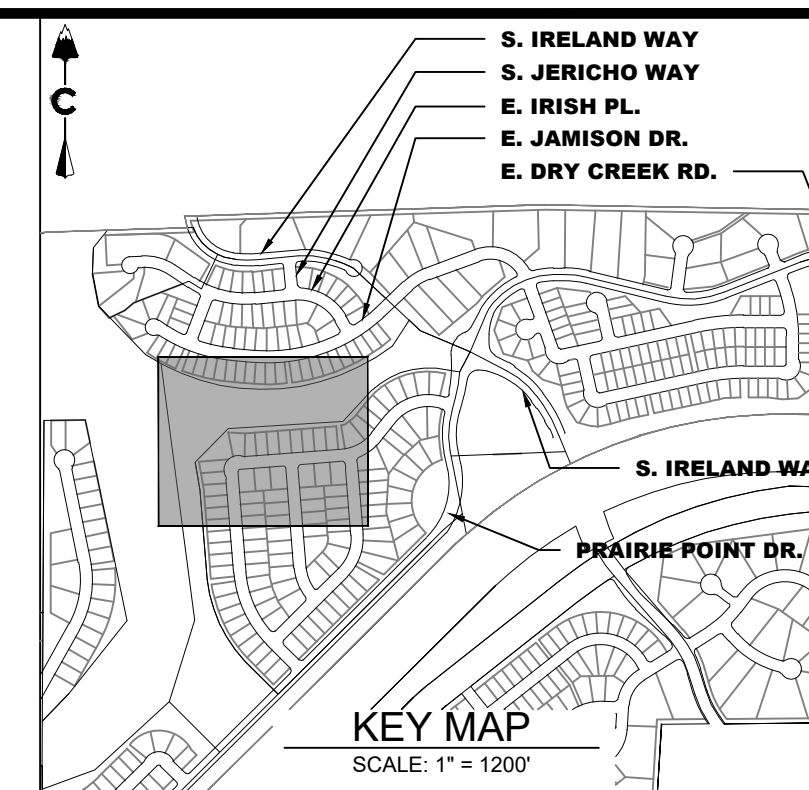 S. IRELAND WAY
S. JERICHO WAY
E. IRISH PL.
E. JAMISON DR.
E. DRY CREEK RD.
C
S. IRELAND WA
PRAIRIE POINT DR.
KEY MAP
SCALE: 1" = 1200'